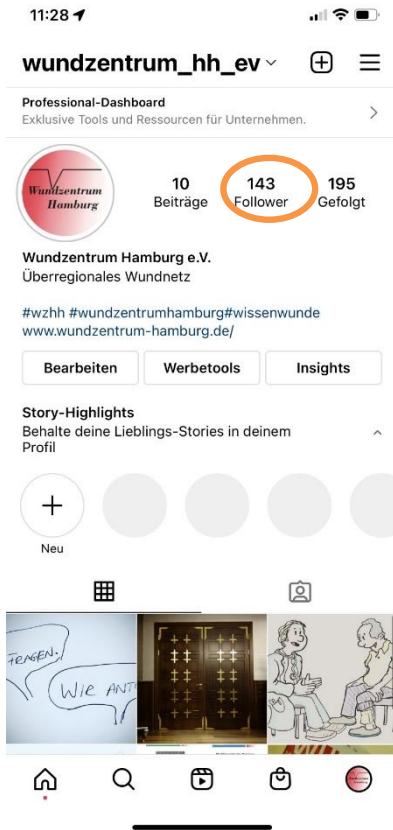 11:28
wundzentrum_hh_ev
Professional-Dashboard
Exklusive Tools und Ressourcen für Unternehmen.
Wundzentrum
Hamburg
10 143 195
Beiträge Follower Gefolgt
Wundzentrum Hamburg e.V.
Überregionales Wundnetz
#wzhh #wundzentrumhamburg#wissenwunde
www.wundzentrum-hamburg.de/
Bearbeiten Werbetools Insights
Story-Highlights
Behalte deine Lieblings-Stories in deinem
Profil
Neu
FRAGEN.
WIE ANT